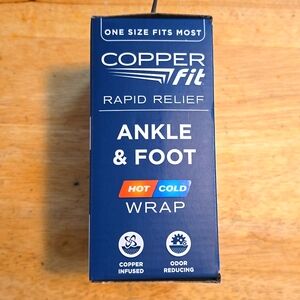 ONE SIZE FITS MOST
COPPER
fit
RAPID RELIEF
ANKLE
& FOOT
HOT COLD
WRAP
COPPER INFUSED
ODOR REDUCING